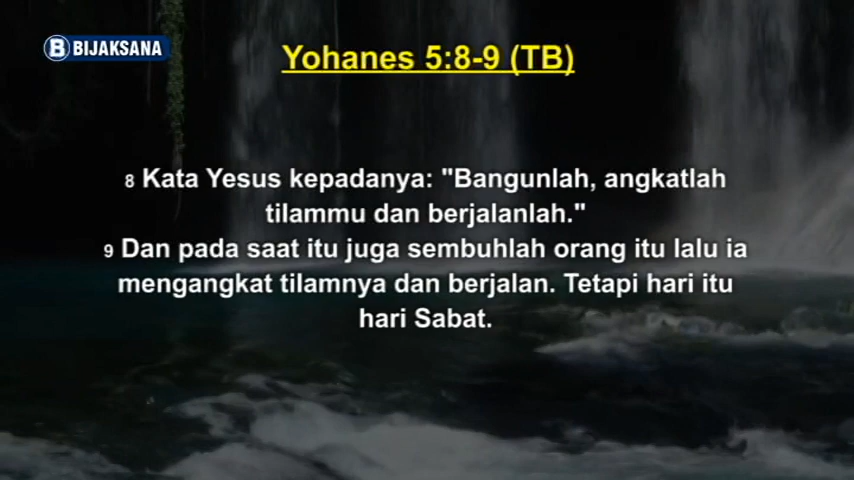 BIJAKSANA
Yohanes 5:8-9 (TB)
8 Kata Yesus kepadanya: "Bangunlah, angkatlah
tilammu dan berjalanlah."
9 Dan pada saat itu juga sembuhlah orang itu lalu ia
mengangkat tilamnya dan berjalan. Tetapi hari itu
hari Sabat.